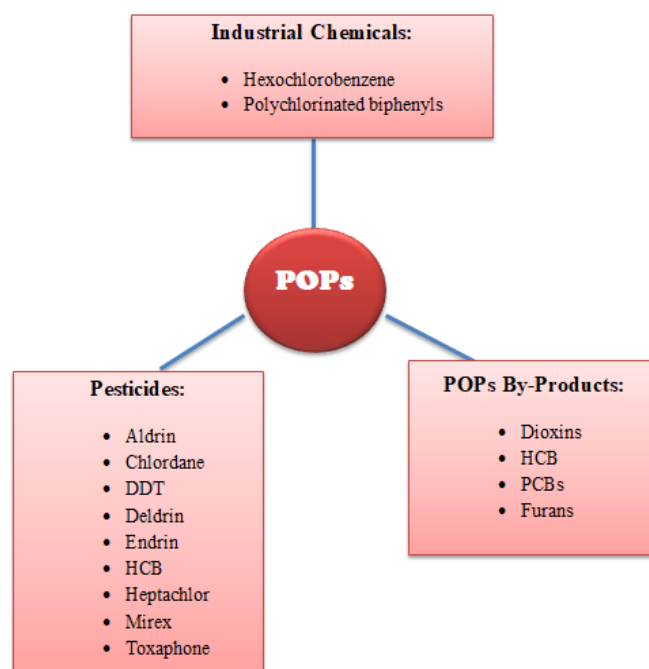 Industrial Chemicals:
• Hexochlorobenzene
• Polychlorinated biphenyls
POPs
Pesticides:
• Aldrin
• Chlordane
• DDT
• Deldrin
• Endrin
• HCB
• Heptachlor
• Mirex
• Toxaphone
POPs By-Products:
• Dioxins
• HCB
• PCBs
• Furans